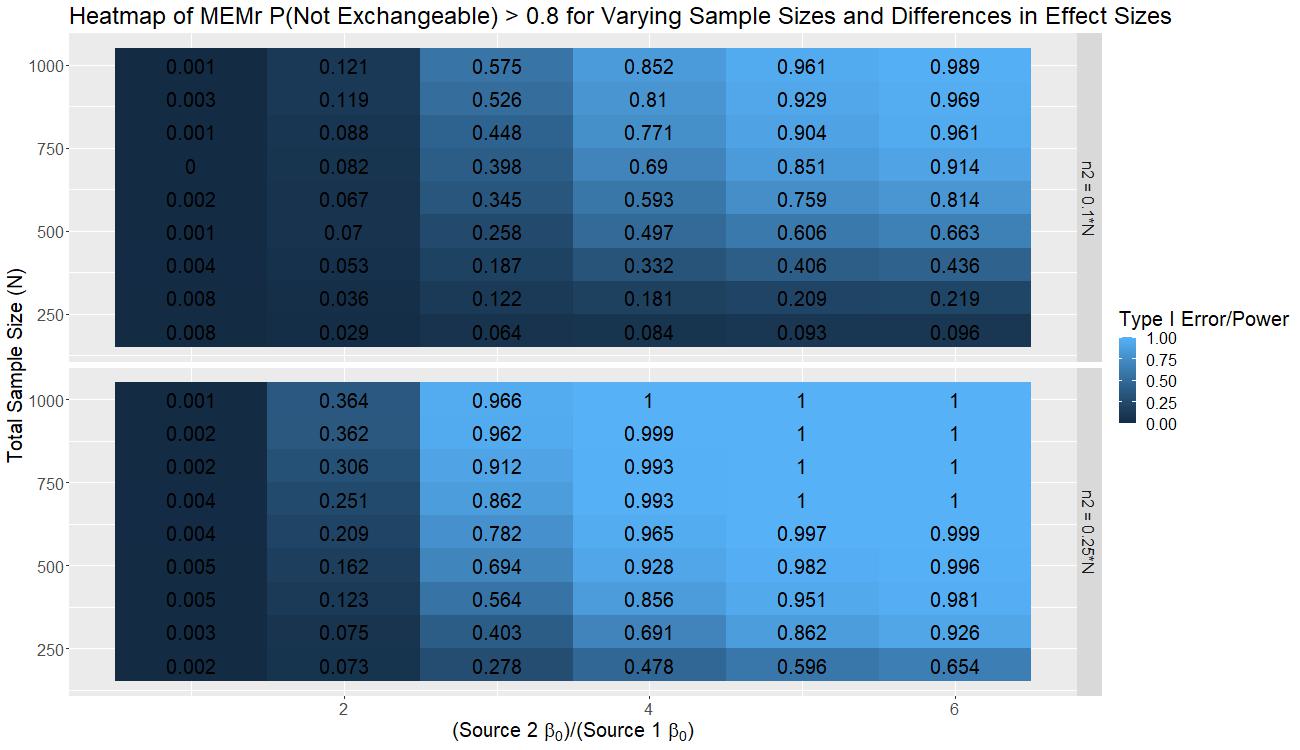 Heatmap of MEMr P(Not Exchangeable) > 0.8 for Varying Sample Sizes and Differences in Effect Sizes
Total Sample Size (N)
1000
750
500
250
0.001 0.121 0.575 0.852 0.961 0.989
0.003 0.119 0.526 0.81 0.929 0.969
0.001 0.088 0.448 0.771 0.904 0.961
0 0.082 0.398 0.69 0.851 0.914
0.002 0.067 0.345 0.593 0.759 0.814
0.001 0.07 0.258 0.497 0.606 0.663
0.004 0.053 0.187 0.332 0.406 0.436
0.008 0.036 0.122 0.181 0.209 0.219
0.008 0.029 0.064 0.084 0.093 0.096
n2 = 0.1*N
1000
750
500
250
0.001 0.364 0.966 1 1 1
0.002 0.362 0.962 0.999 1 1
0.002 0.306 0.912 0.993 1 1
0.004 0.251 0.862 0.993 1 1
0.004 0.209 0.782 0.965 0.997 0.999
0.005 0.162 0.694 0.928 0.982 0.996
0.005 0.123 0.564 0.856 0.951 0.981
0.003 0.075 0.403 0.691 0.862 0.926
0.002 0.073 0.278 0.478 0.596 0.654
n2 = 0.25*N
2 4 6
(Source 2 β₀)/(Source 1 β₀)
Type I Error/Power
1.00
0.75
0.50
0.25
0.00